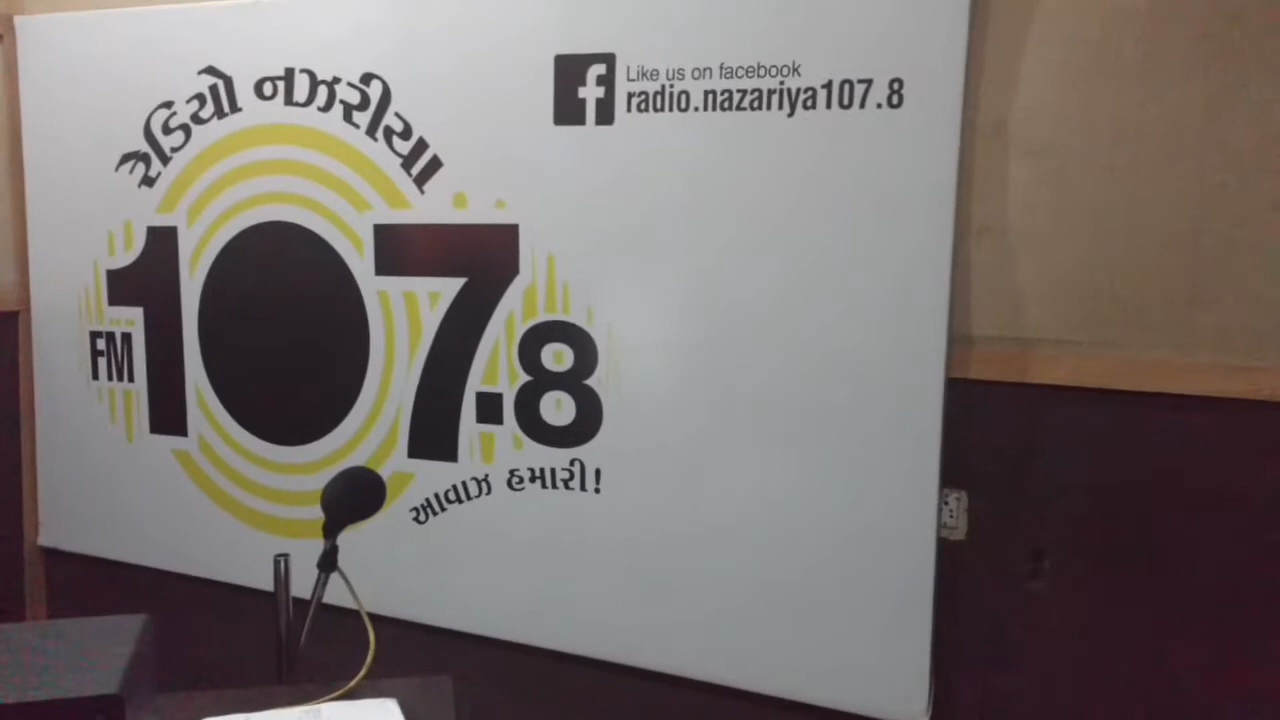 રેડિયો નઝરીયા
FM 107.8
આવાઝ હમારી!
Like us on facebook
radio.nazariya107.8